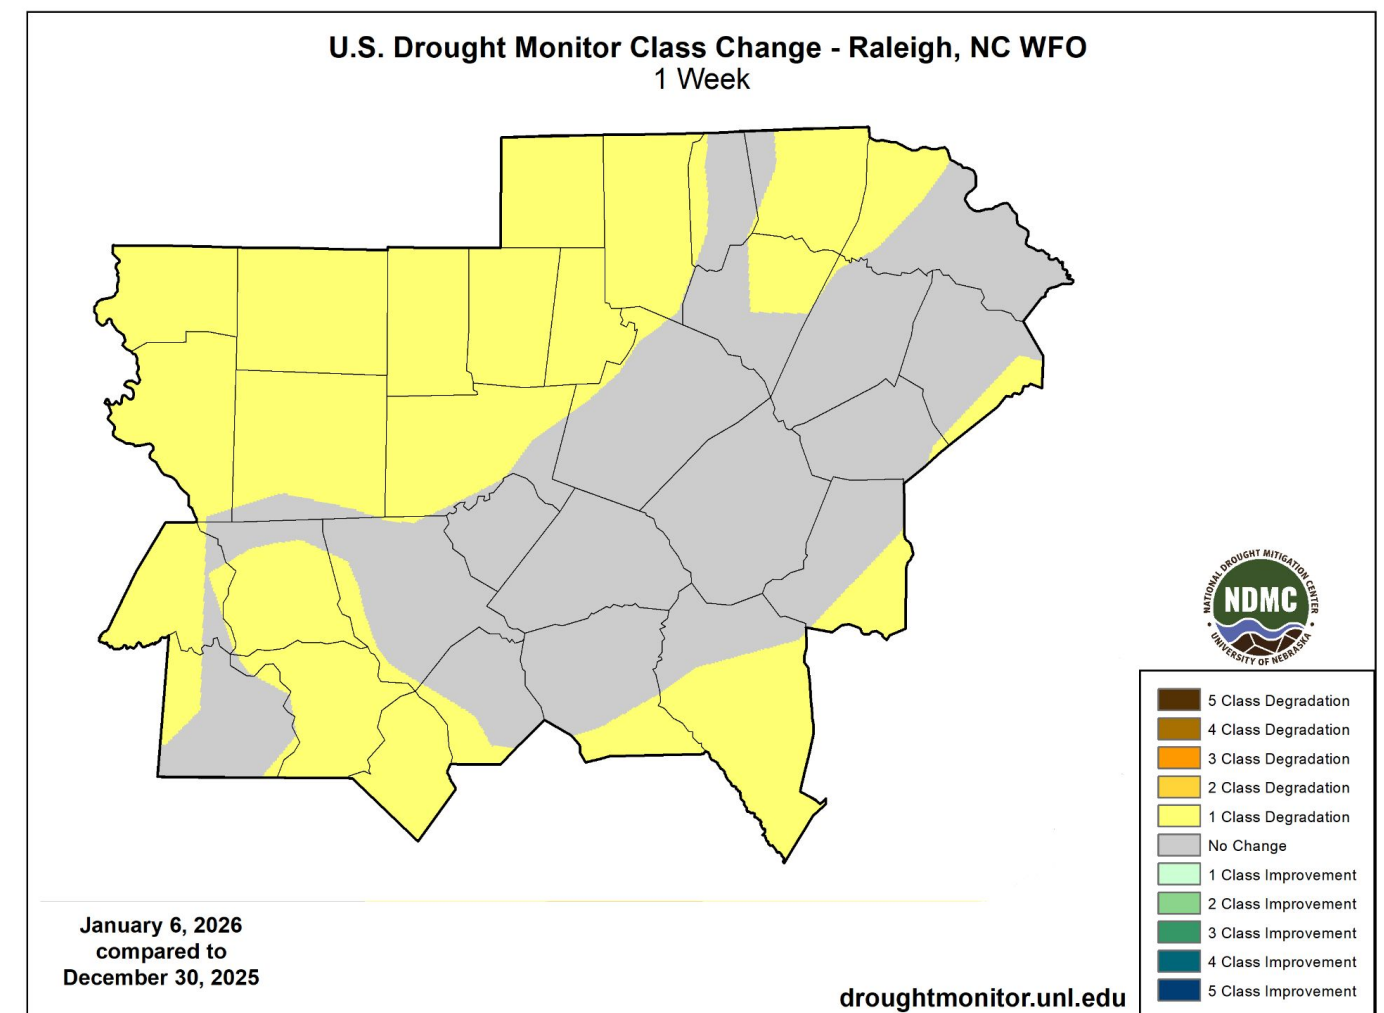 U.S. Drought Monitor Class Change - Raleigh, NC WFO
1 Week
NATIONAL DROUGHT MITIGATION CENTER
NDMC
UNIVERSITY OF NEBRASKA
5 Class Degradation
4 Class Degradation
3 Class Degradation
2 Class Degradation
1 Class Degradation
No Change
1 Class Improvement
2 Class Improvement
3 Class Improvement
4 Class Improvement
5 Class Improvement
January 6, 2026
compared to
December 30, 2025
droughtmonitor.unl.edu